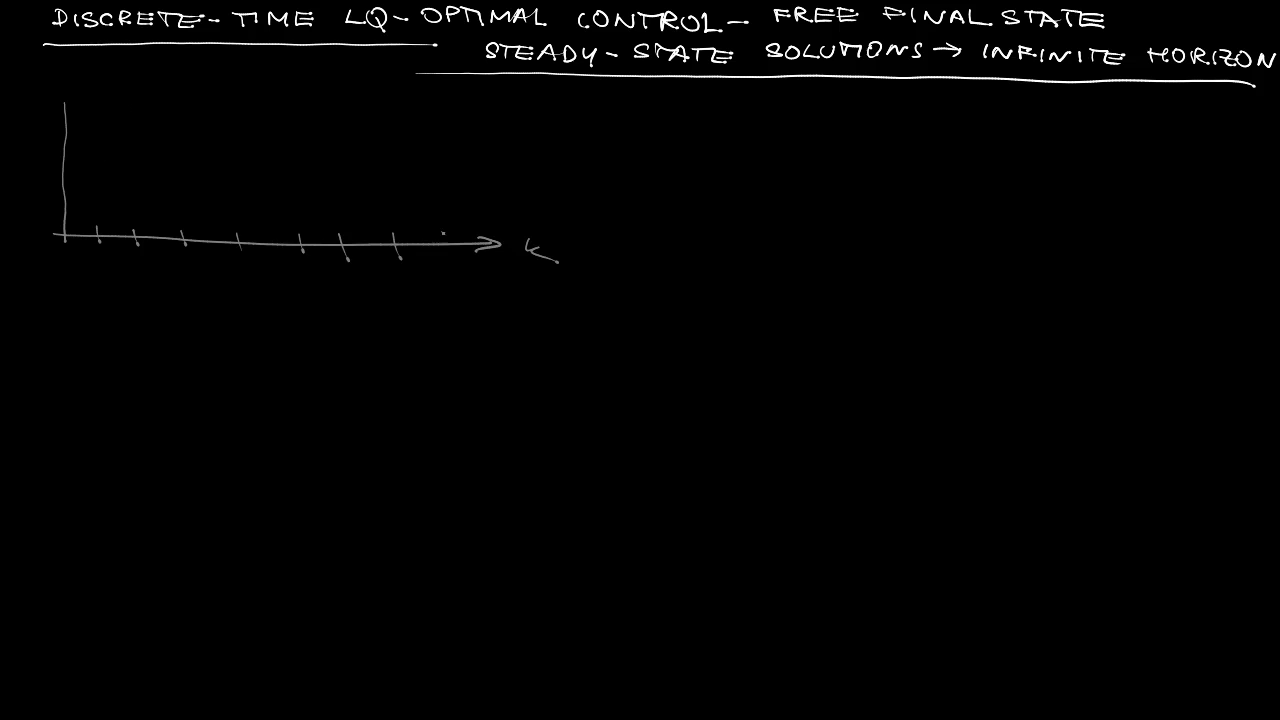 DISCRETE-TIME LQ-OPTIMAL CONTROL- FREE FINAL STATE
STEADY-STATE SOLUTIONS → INFINITE HORIZON
k